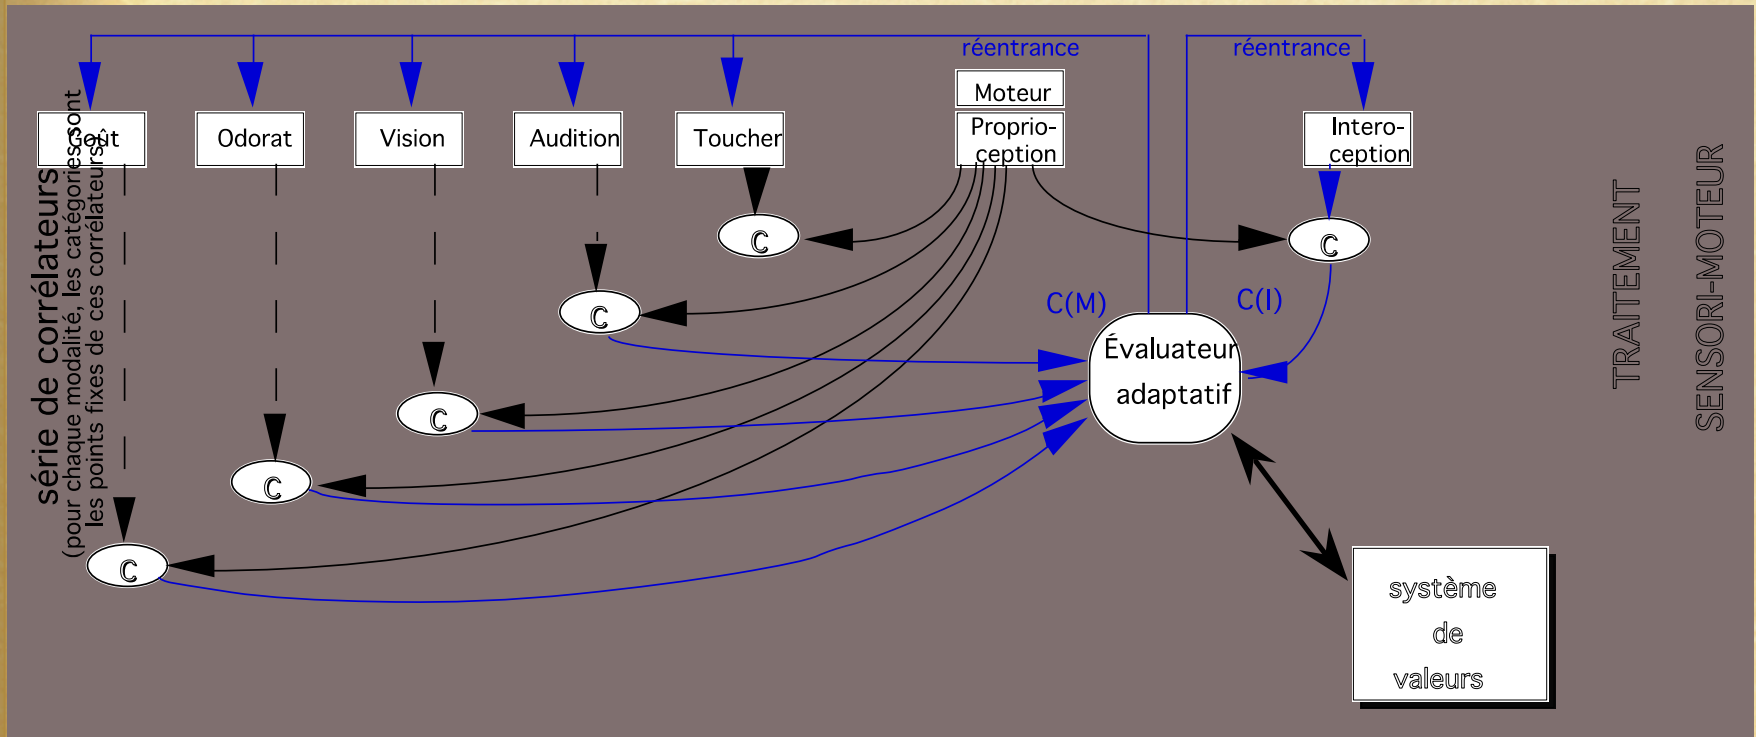 réentrance
réentrance
Moteur
Goût
Odorat
Vision
Audition
Toucher
Proprio-
ception
Intero-
ception
C
C
C
C
C
C
C(M)
C(I)
Évaluateur
adaptatif
système
de
valeurs
série de corrélateurs
(pour chaque modalité, les catégories sont
les points fixes de ces corrélateurs)
TRAITEMENT
SENSORI-MOTEUR